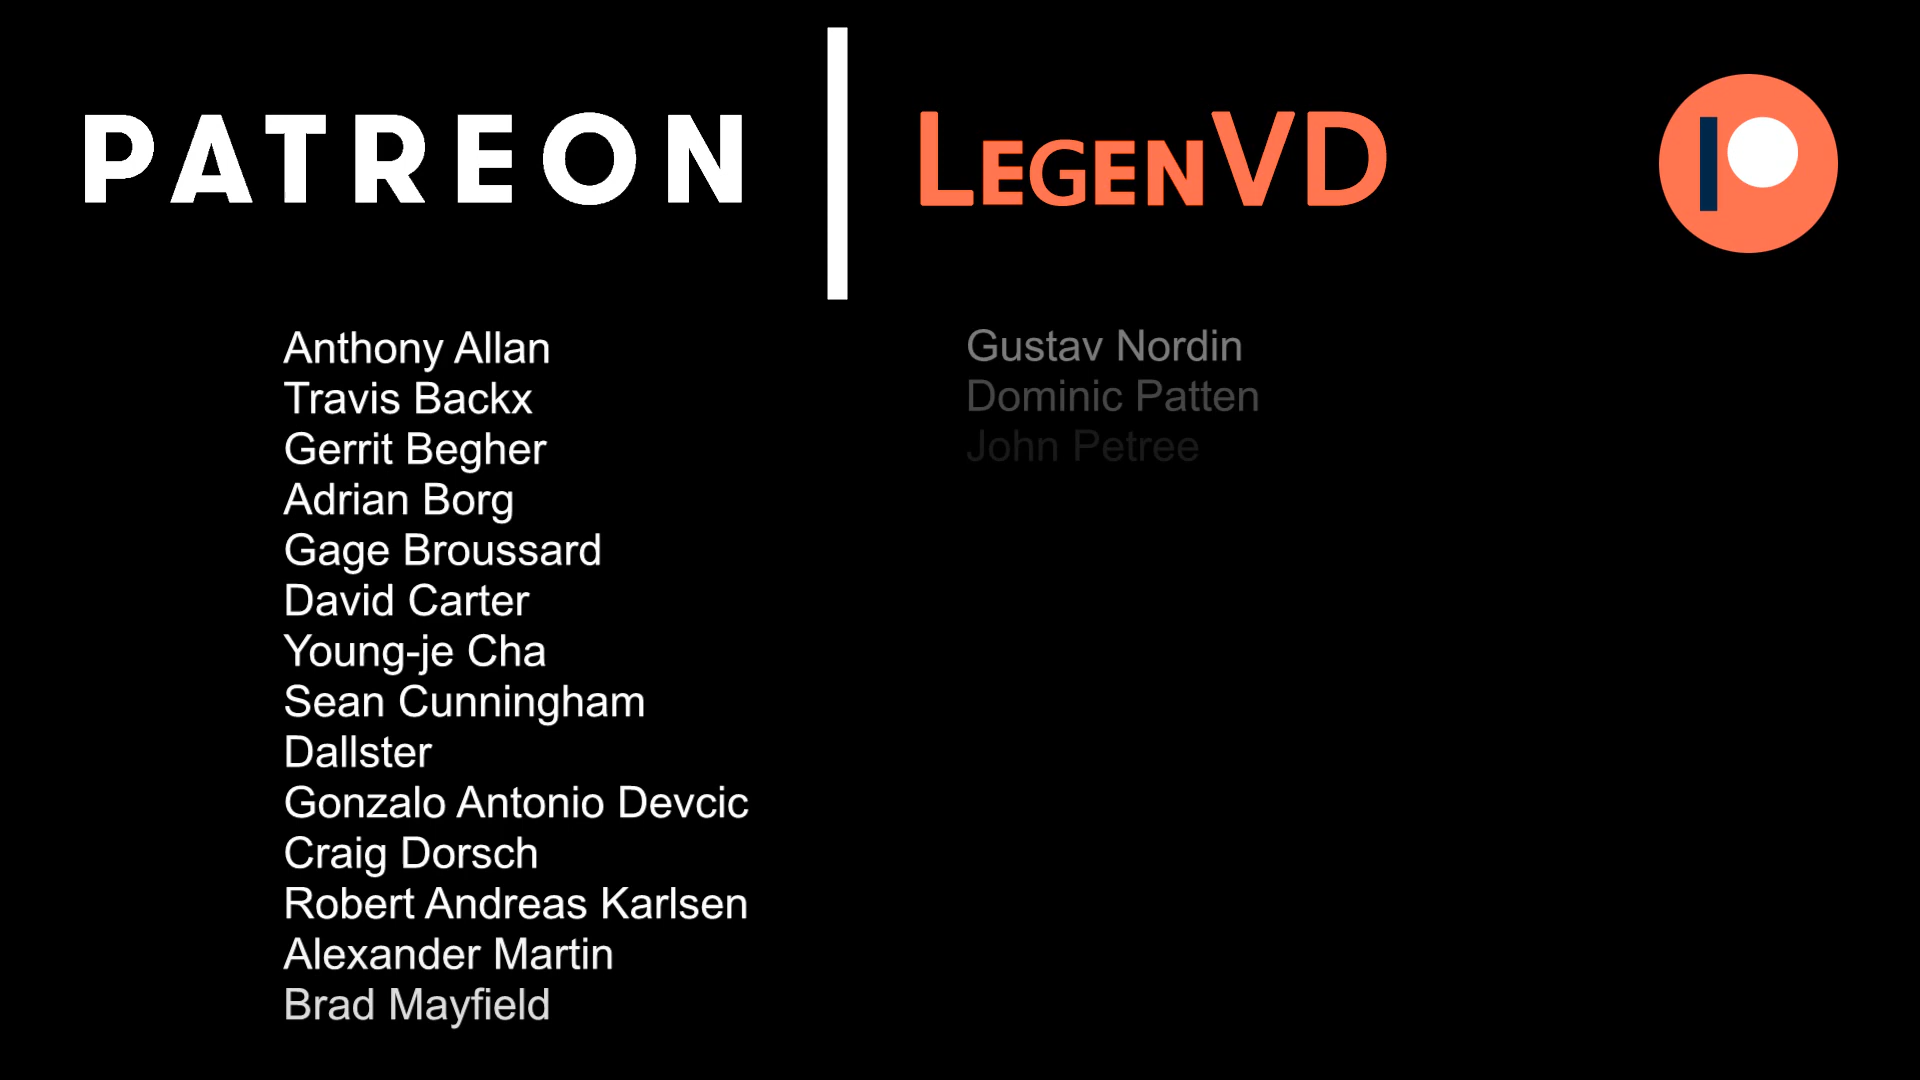 PATREON
LEGENVD
Anthony Allan
Travis Backx
Gerrit Begher
Adrian Borg
Gage Broussard
David Carter
Young-je Cha
Sean Cunningham
Dallster
Gonzalo Antonio Devcic
Craig Dorsch
Robert Andreas Karlsen
Alexander Martin
Brad Mayfield
Gustav Nordin
Dominic Patten
John Petree